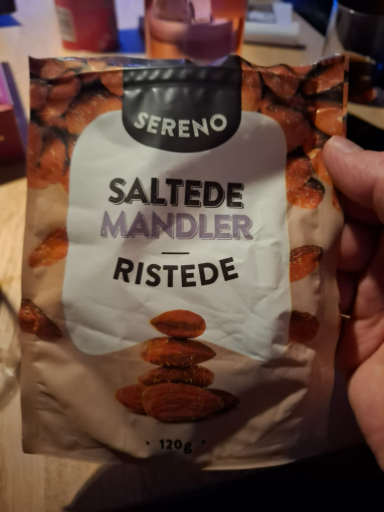 SERENO
SALTEDE
MANDLER
RISTEDE
· 120g ·